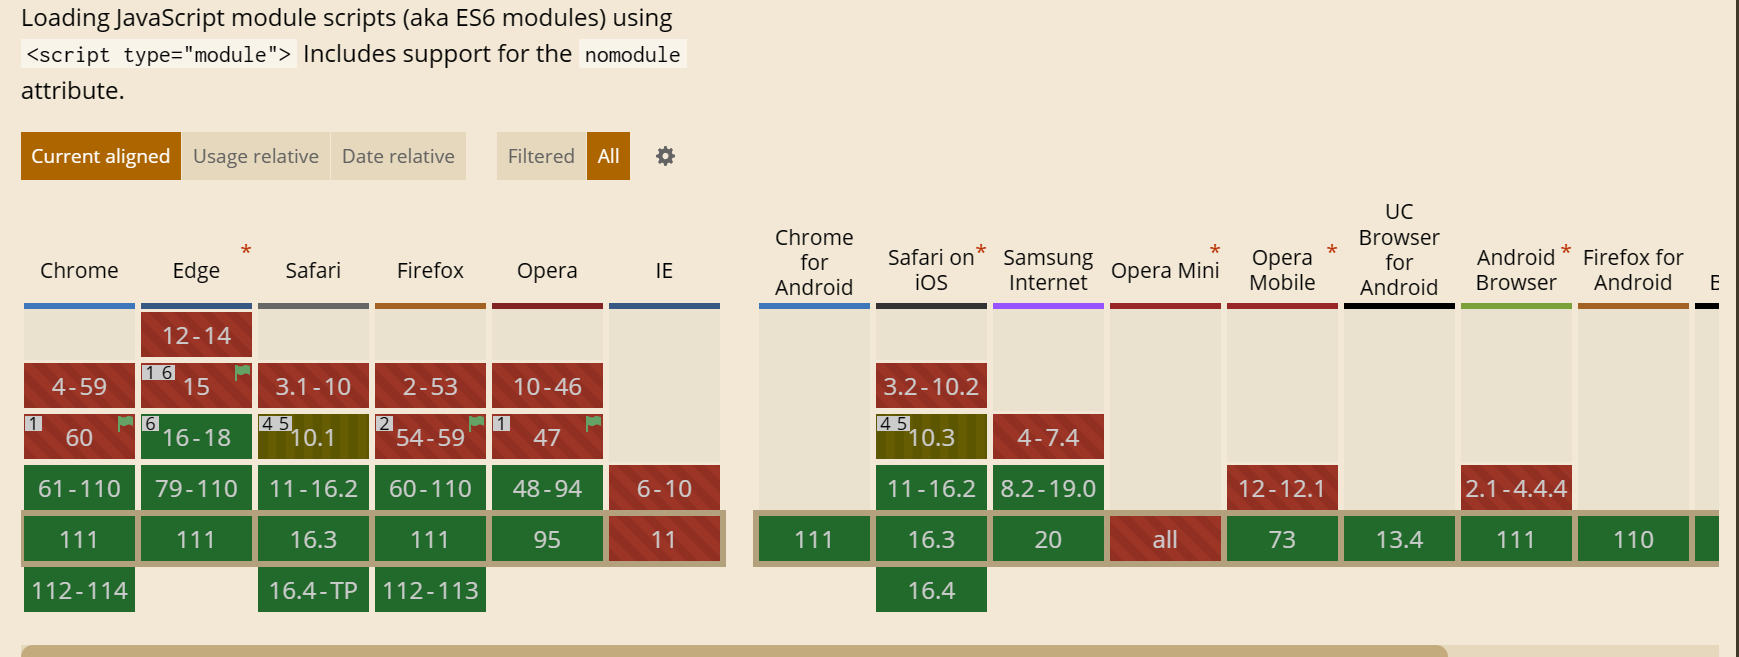 Loading JavaScript module scripts (aka ES6 modules) using
<script type="module"> Includes support for the nomodule
attribute.
Current aligned Usage relative Date relative Filtered All
Chrome Edge * Safari Firefox Opera IE Chrome for Android Safari on iOS * Samsung Internet Opera Mini * Opera Mobile * UC Browser for Android Android Browser * Firefox for Android
12-14
4-59 1 6 15 3.1-10 2-53 10-46 3.2-10.2
1 60 6 16-18 4 5 10.1 2 54-59 1 47 4 5 10.3 4-7.4
61-110 79-110 11-16.2 60-110 48-94 6-10 11-16.2 8.2-19.0 12-12.1 2.1-4.4.4
111 111 16.3 111 95 11 111 16.3 20 all 73 13.4 111 110
112-114 16.4-TP 112-113 16.4